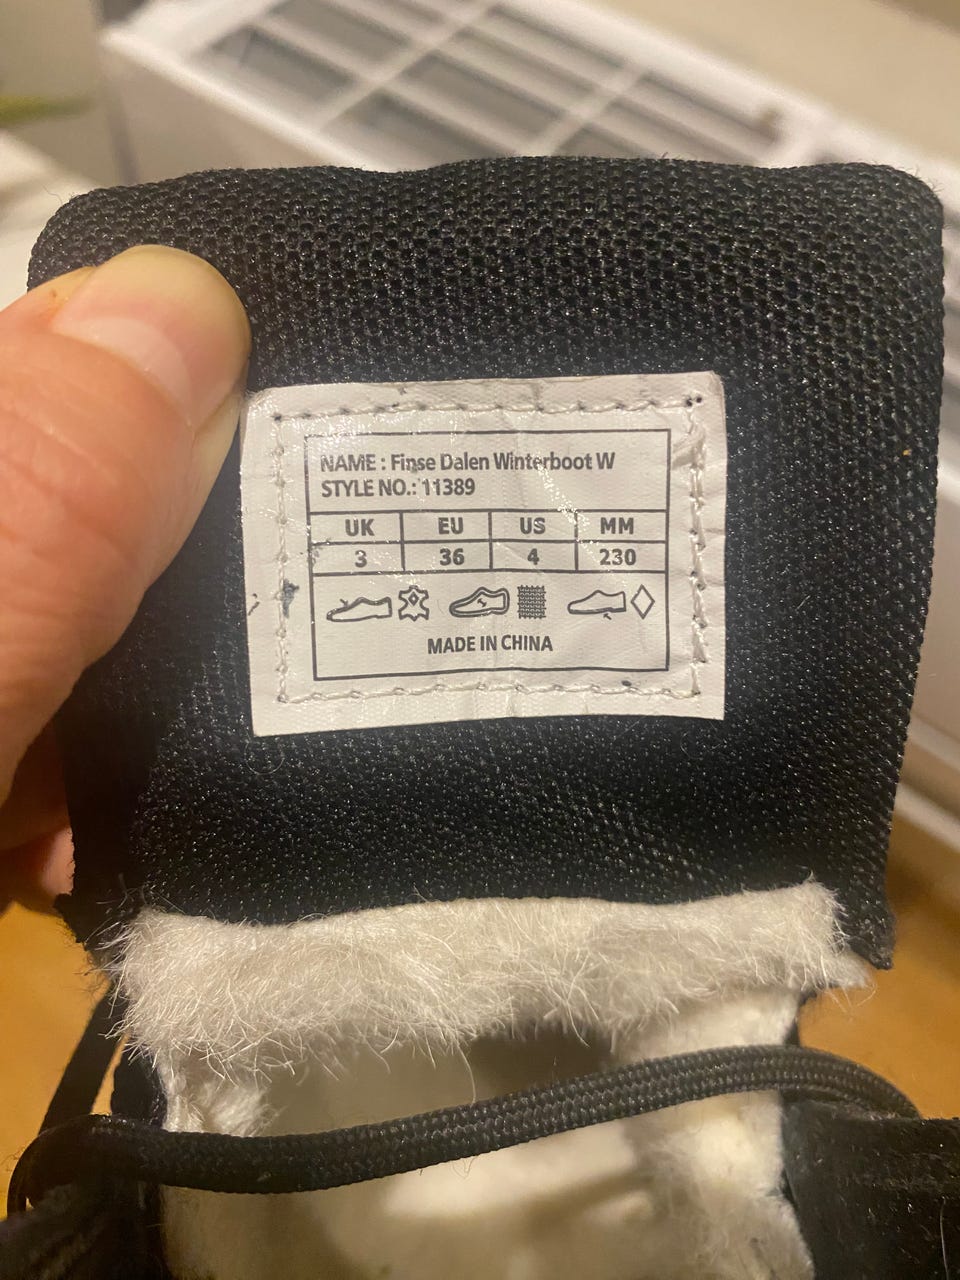 NAME : Finse Dalen Winterboot W
STYLE NO.: 11389
UK EU US MM
3 36 4 230
MADE IN CHINA